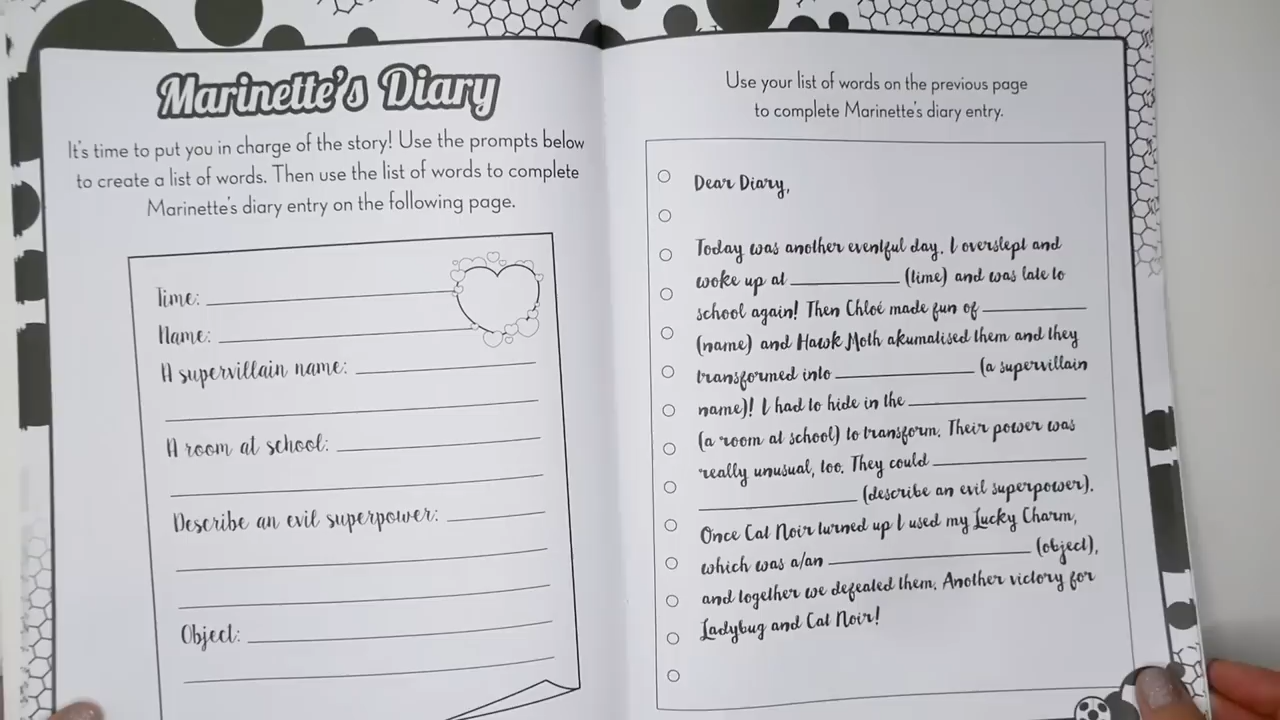 Marinette's Diary
It's time to put you in charge of the story! Use the prompts below
to create a list of words. Then use the list of words to complete
Marinette's diary entry on the following page.
Time:
Name:
A supervillain name:
A room at school:
Describe an evil superpower:
Object:
Use your list of words on the previous page
to complete Marinette's diary entry.
Dear Diary,
Today was another eventful day. I overslept and
woke up at __________ (time) and was late to
school again! Then Chloé made fun of __________
(name) and Hawk Moth akumatised them and they
transformed into __________ (a supervillain
name)! I had to hide in the __________
(a room at school) to transform. Their power was
really unusual, too. They could __________
__________ (describe an evil superpower).
Once Cat Noir turned up I used my Lucky Charm,
which was a/an __________ (object),
and together we defeated them. Another victory for
Ladybug and Cat Noir!